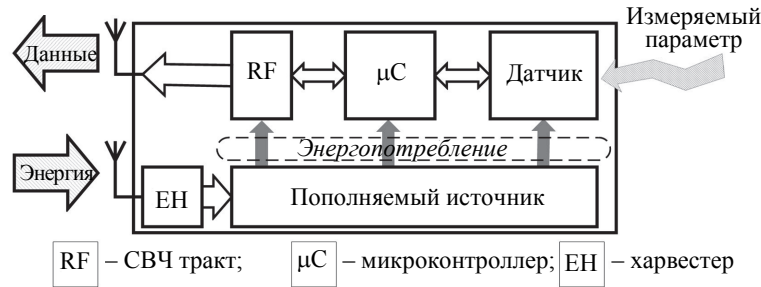 Измеряемый
параметр
Данные
RF
μC
Датчик
Энергопотребление
Энергия
EH
Пополняемый источник
RF – СВЧ тракт; μC – микроконтроллер; EH – харвестер